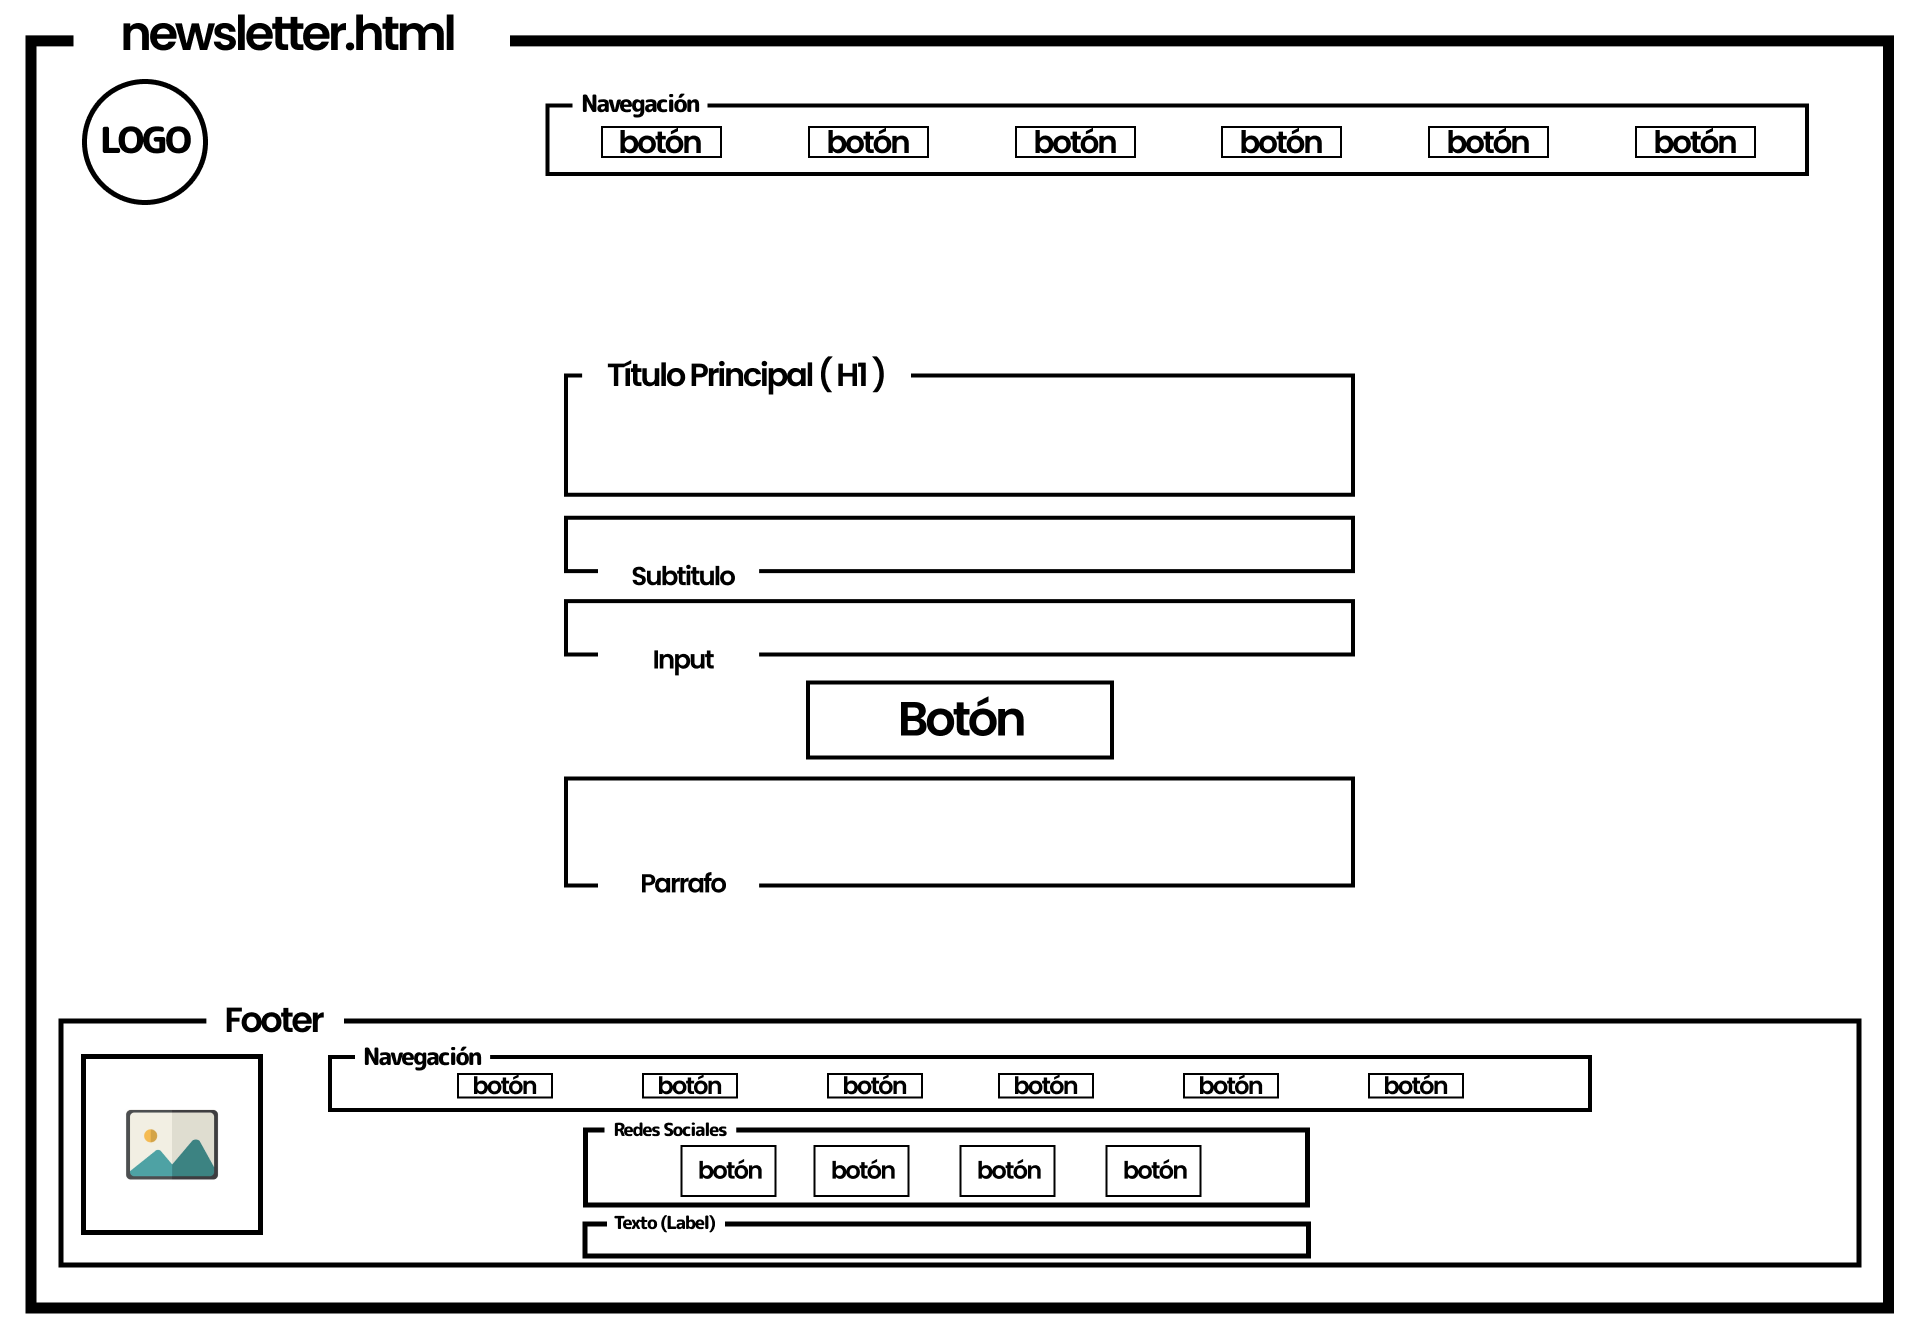 newsletter.html
LOGO
Navegación
botón botón botón botón botón botón
Título Principal ( H1 )
Subtitulo
Input
Botón
Parrafo
Footer
Navegación
botón botón botón botón botón botón
Redes Sociales
botón botón botón botón
Texto (Label)